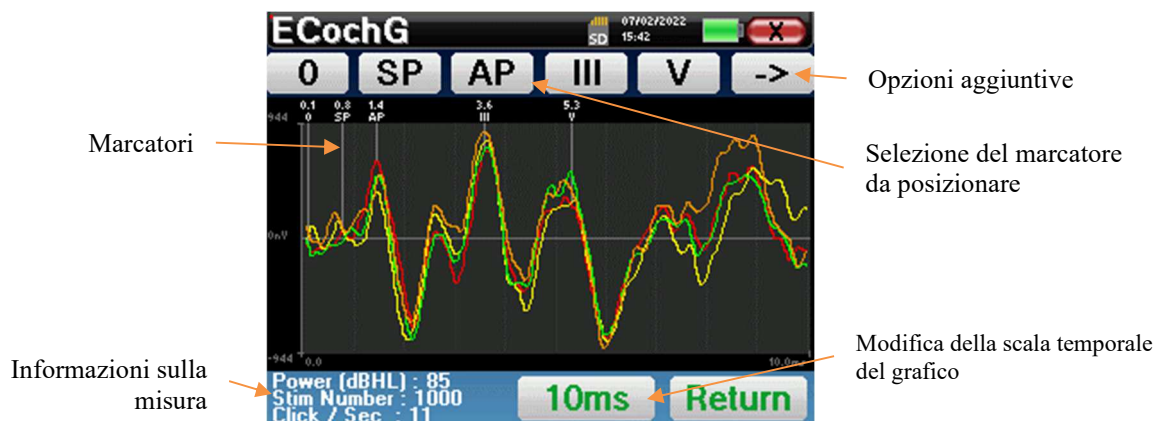 ECochG
SD
07/02/2022
15:42
X
0 SP AP III V ->
Opzioni aggiuntive
0.1 0.8 1.4 3.6 5.3
0 SP AP III V
944
Marcatori
Selezione del marcatore
da posizionare
0nV
-944
0.0
10.0ms
Modifica della scala temporale
del grafico
Informazioni sulla
misura
Power (dBHL) : 85
Stim Number : 1000
Click / Sec : 11
10ms
Return